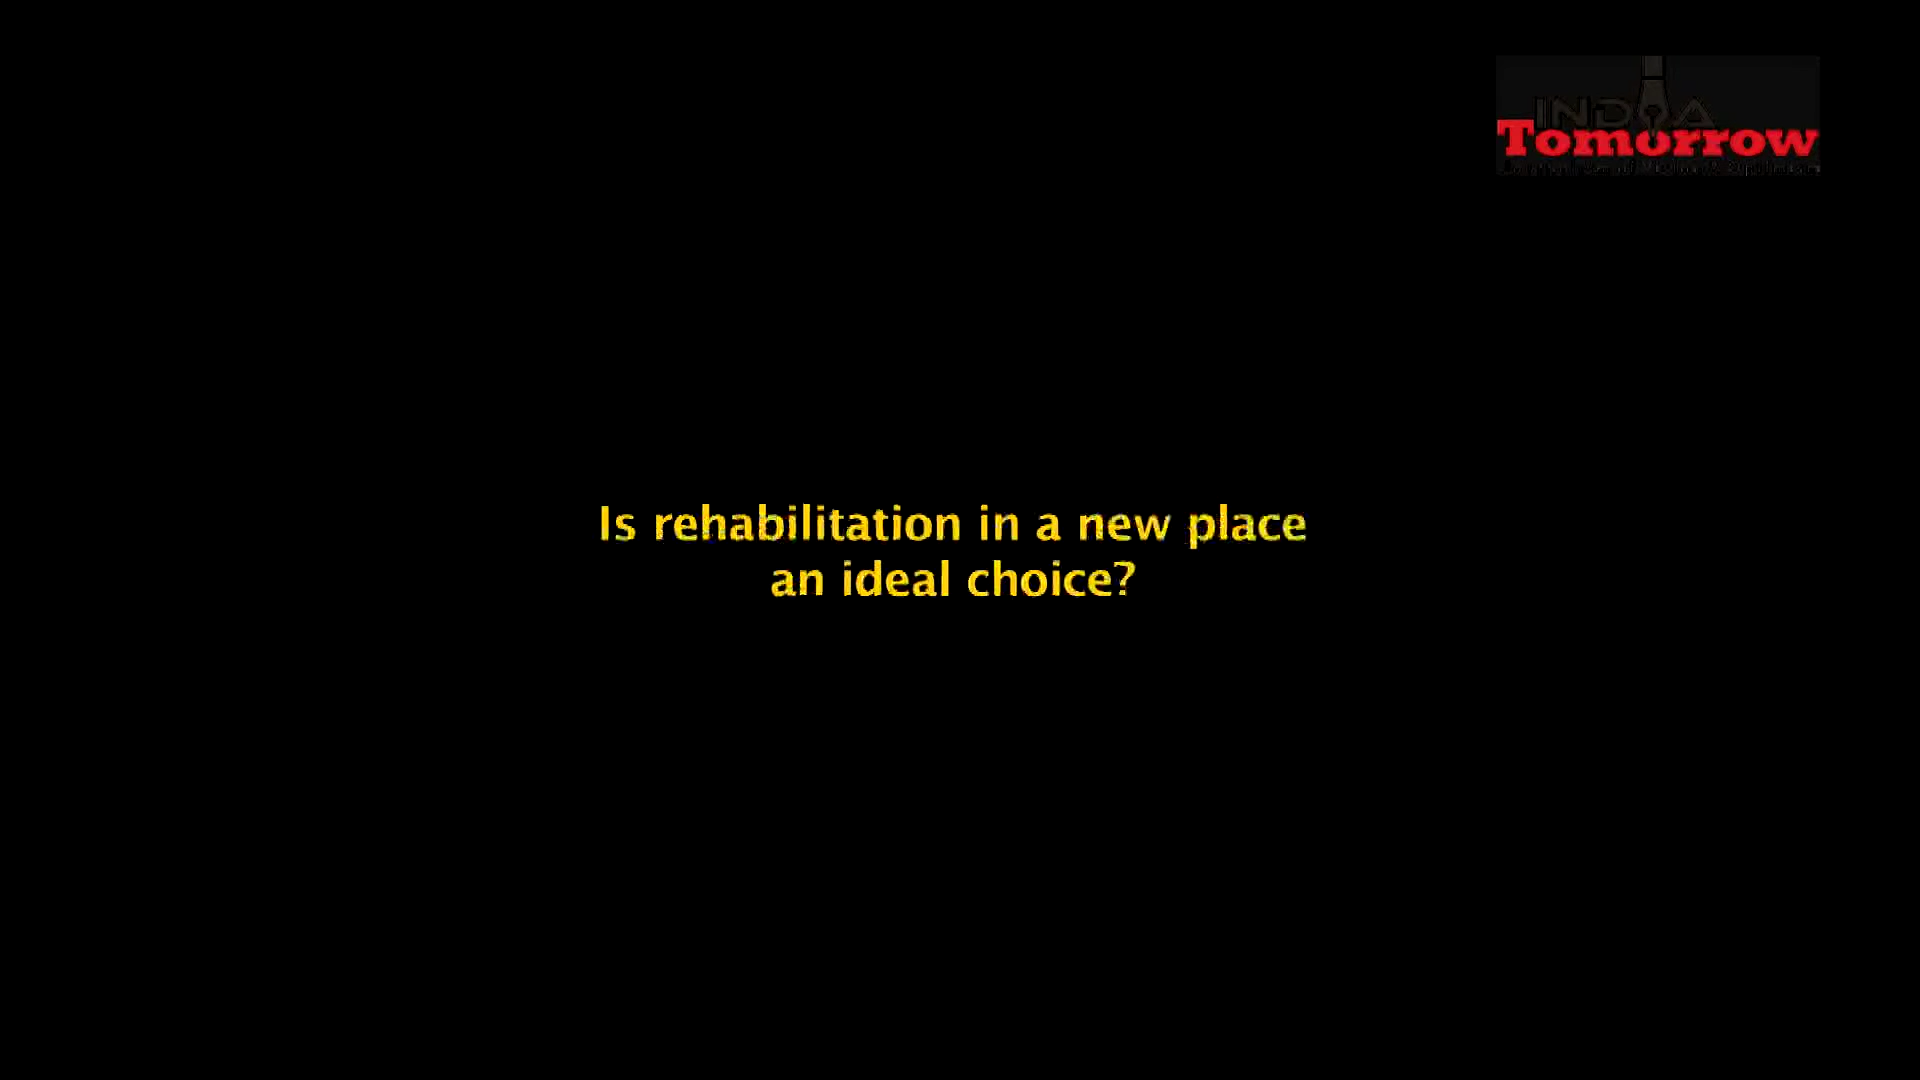 INDIA
Tomorrow
Is rehabilitation in a new place
an ideal choice?